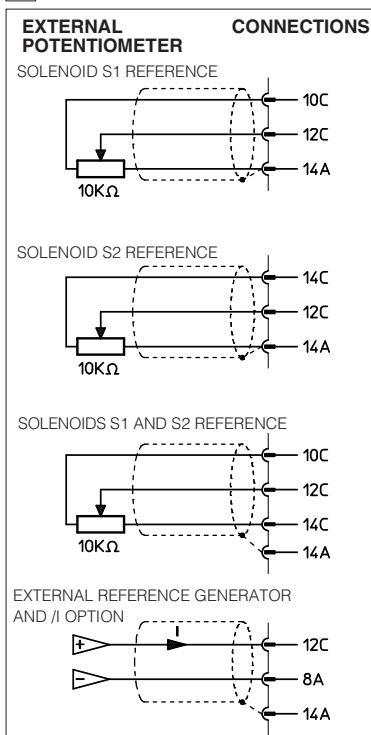 EXTERNAL POTENTIOMETER
CONNECTIONS
SOLENOID S1 REFERENCE
10C
12C
14A
10KΩ
SOLENOID S2 REFERENCE
14C
12C
14A
10KΩ
SOLENOIDS S1 AND S2 REFERENCE
10C
12C
14C
10KΩ
14A
EXTERNAL REFERENCE GENERATOR
AND /I OPTION
+
I
12C
−
8A
14A